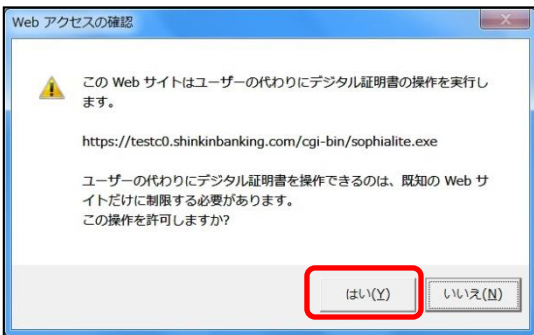 Web アクセスの確認
この Web サイトはユーザーの代わりにデジタル証明書の操作を実行し
ます。
https://testc0.shinkinbanking.com/cgi-bin/sophialite.exe
ユーザーの代わりにデジタル証明書を操作できるのは、既知の Web サ
イトだけに制限する必要があります。
この操作を許可しますか?
はい(Y) いいえ(N)